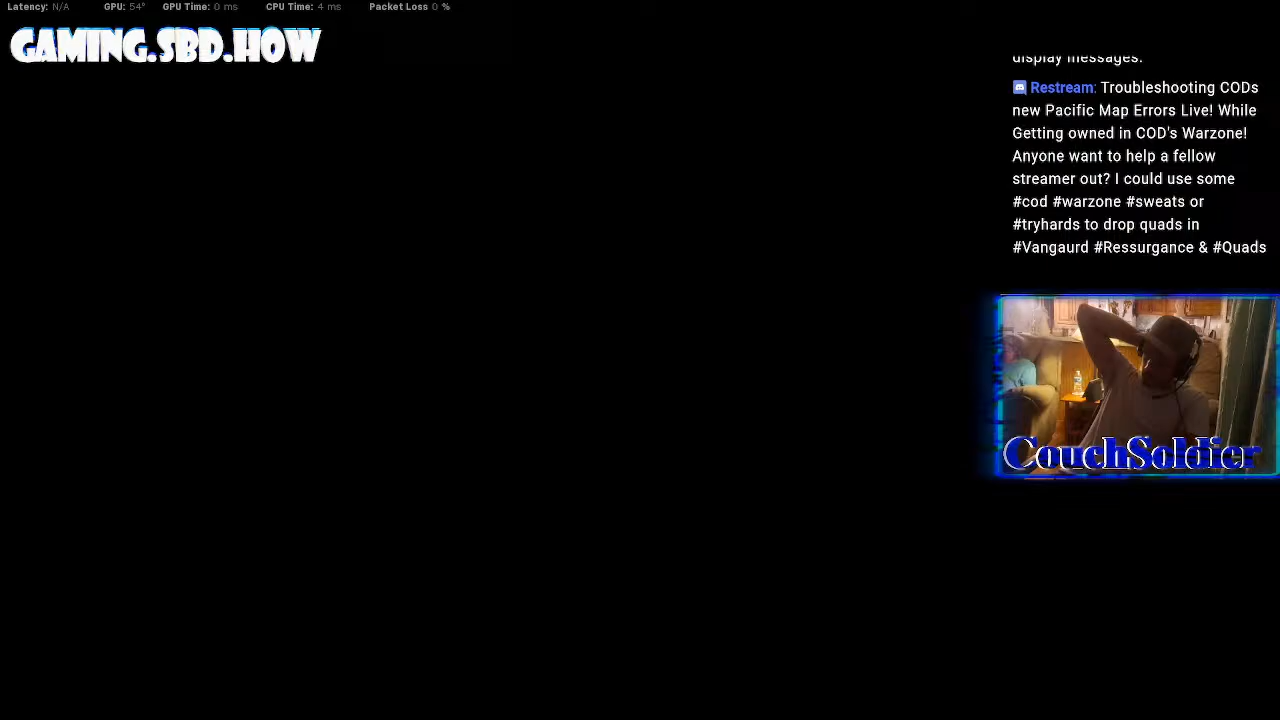 Latency: N/A GPU: 54° GPU Time: 0 ms CPU Time: 4 ms Packet Loss 0 %
GAMING.SBD.HOW
display messages.
Restream: Troubleshooting CODs
new Pacific Map Errors Live! While
Getting owned in COD's Warzone!
Anyone want to help a fellow
streamer out? I could use some
#cod #warzone #sweats or
#tryhards to drop quads in
#Vangaurd #Ressurgance & #Quads
CouchSoldier